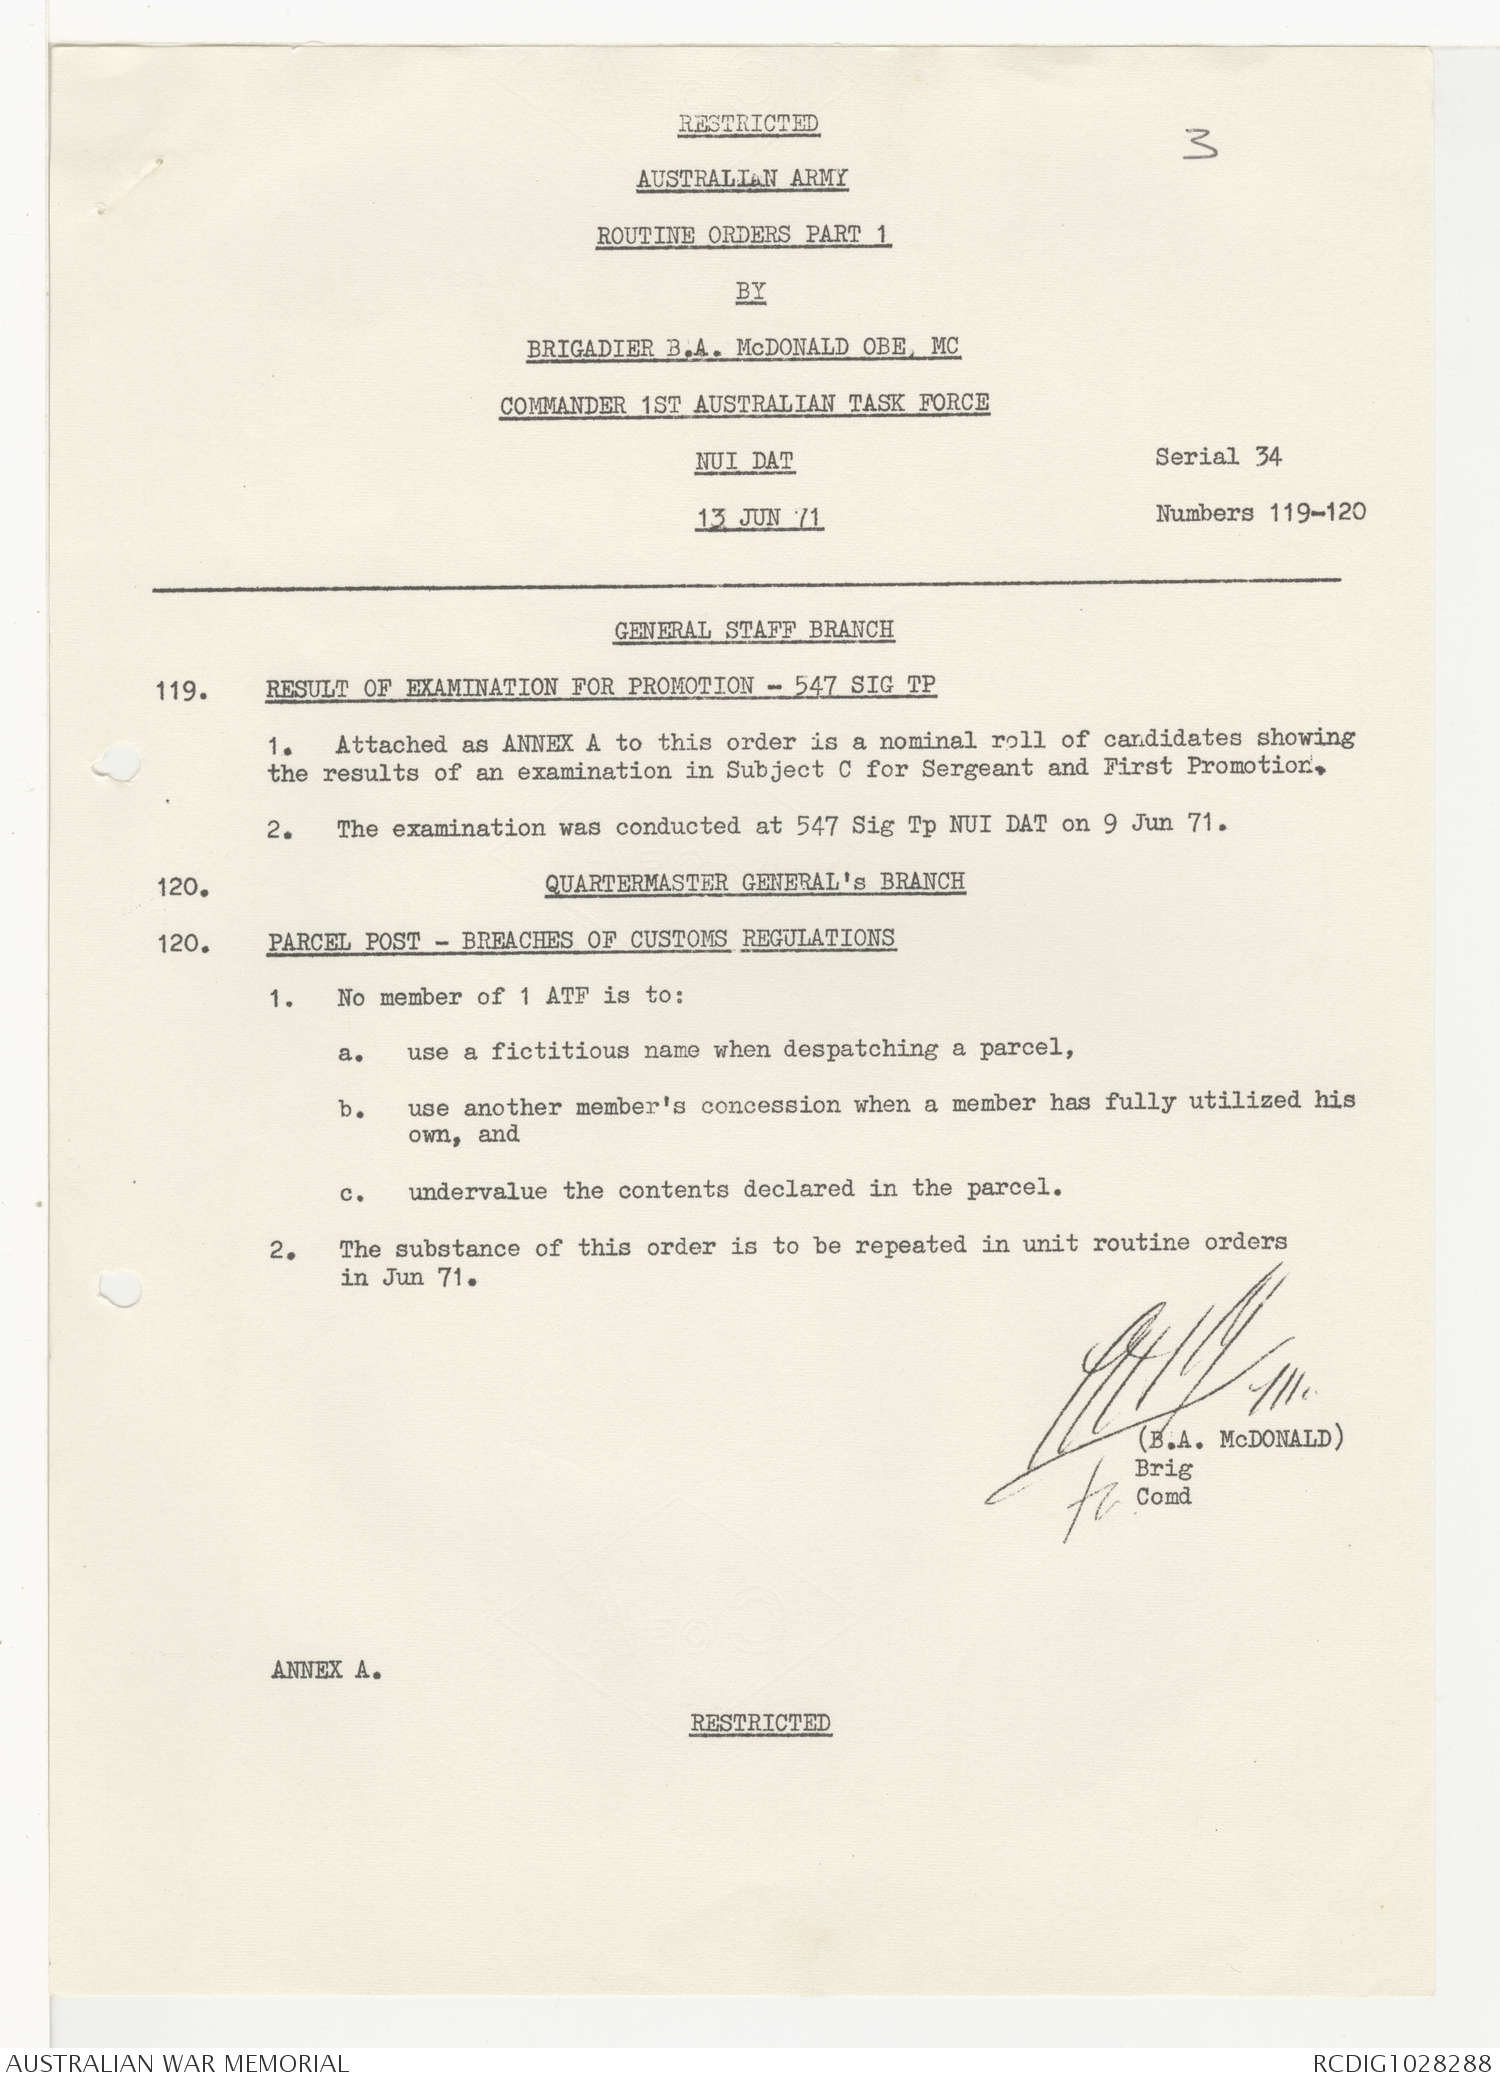 RESTRICTED
3
AUSTRALIAN ARMY
ROUTINE ORDERS PART 1
BY
BRIGADIER B.A. McDONALD OBE, MC
COMMANDER 1ST AUSTRALIAN TASK FORCE
NUI DAT
Serial 34
13 JUN 71
Numbers 119-120
GENERAL STAFF BRANCH
119. RESULT OF EXAMINATION FOR PROMOTION - 547 SIG TP
1. Attached as ANNEX A to this order is a nominal roll of candidates showing
the results of an examination in Subject C for Sergeant and First Promotion.
2. The examination was conducted at 547 Sig Tp NUI DAT on 9 Jun 71.
120. QUARTERMASTER GENERAL's BRANCH
120. PARCEL POST - BREACHES OF CUSTOMS REGULATIONS
1. No member of 1 ATF is to:
a. use a fictitious name when despatching a parcel,
b. use another member's concession when a member has fully utilized his
own, and
c. undervalue the contents declared in the parcel.
2. The substance of this order is to be repeated in unit routine orders
in Jun 71.
(B.A. McDONALD)
Brig
Comd
ANNEX A.
RESTRICTED
AUSTRALIAN WAR MEMORIAL
RCDIG1028288